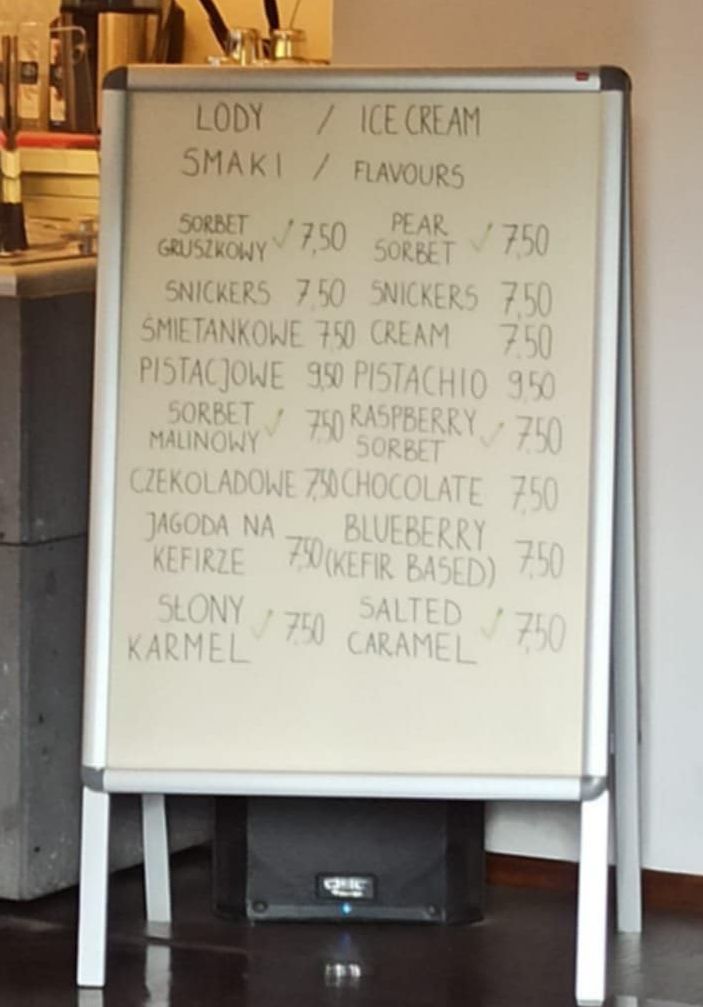 LODY / ICE CREAM
SMAKI / FLAVOURS
SORBET GRUSZKOWY ✓ 7,50 PEAR SORBET ✓ 7,50
SNICKERS 7,50 SNICKERS 7,50
ŚMIETANKOWE 7,50 CREAM 7,50
PISTACJOWE 9,50 PISTACHIO 9,50
SORBET MALINOWY ✓ 7,50 RASPBERRY SORBET ✓ 7,50
CZEKOLADOWE 7,50 CHOCOLATE 7,50
JAGODA NA KEFIRZE 7,50 BLUEBERRY (KEFIR BASED) 7,50
SŁONY KARMEL ✓ 7,50 SALTED CARAMEL ✓ 7,50
QSC